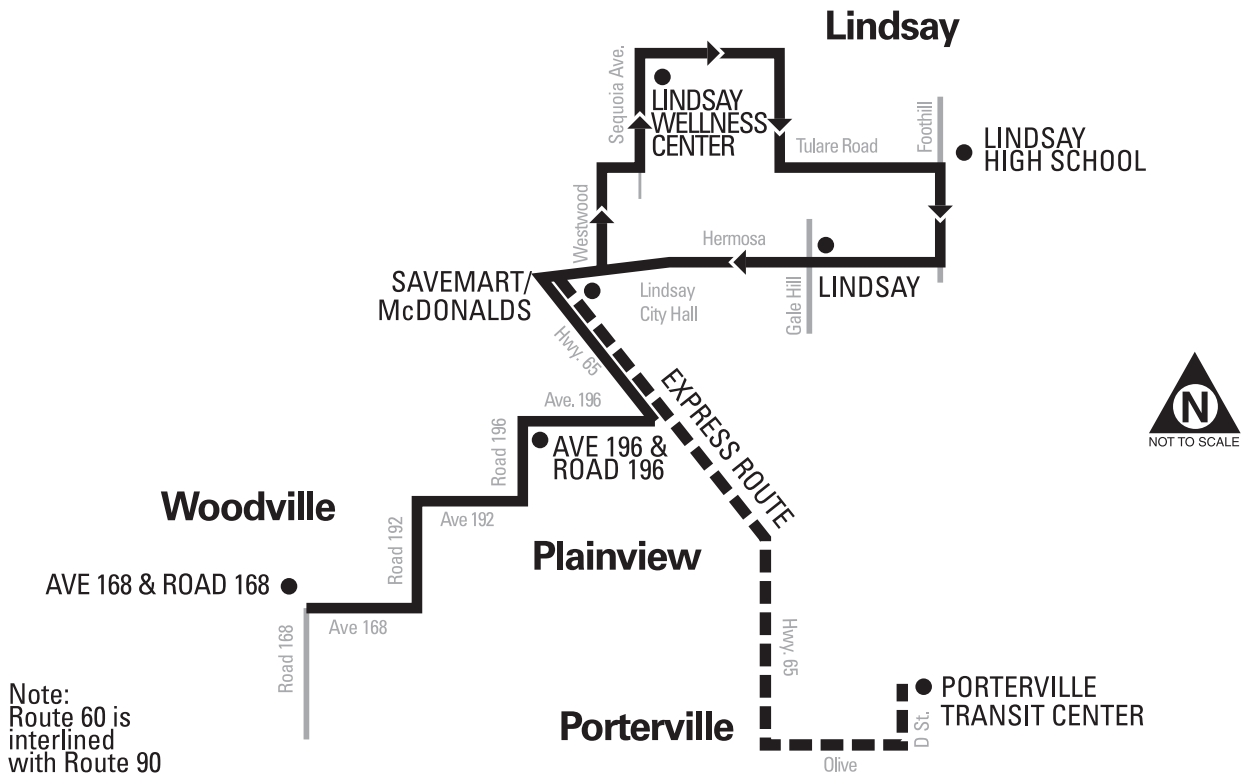 Lindsay
Sequoia Ave.
LINDSAY
WELLNESS
CENTER
Foothill
Tulare Road
LINDSAY
HIGH SCHOOL
Westwood
Hermosa
SAVEMART/
McDONALDS
Lindsay
City Hall
Gale Hill
LINDSAY
Hwy. 65
EXPRESS ROUTE
N
NOT TO SCALE
Ave. 196
Road 196
AVE 196 &
ROAD 196
Woodville
Road 192
Ave 192
Plainview
AVE 168 & ROAD 168
Ave 168
Road 168
Hwy. 65
Note:
Route 60 is
interlined
with Route 90
Porterville
PORTERVILLE
TRANSIT CENTER
D St.
Olive